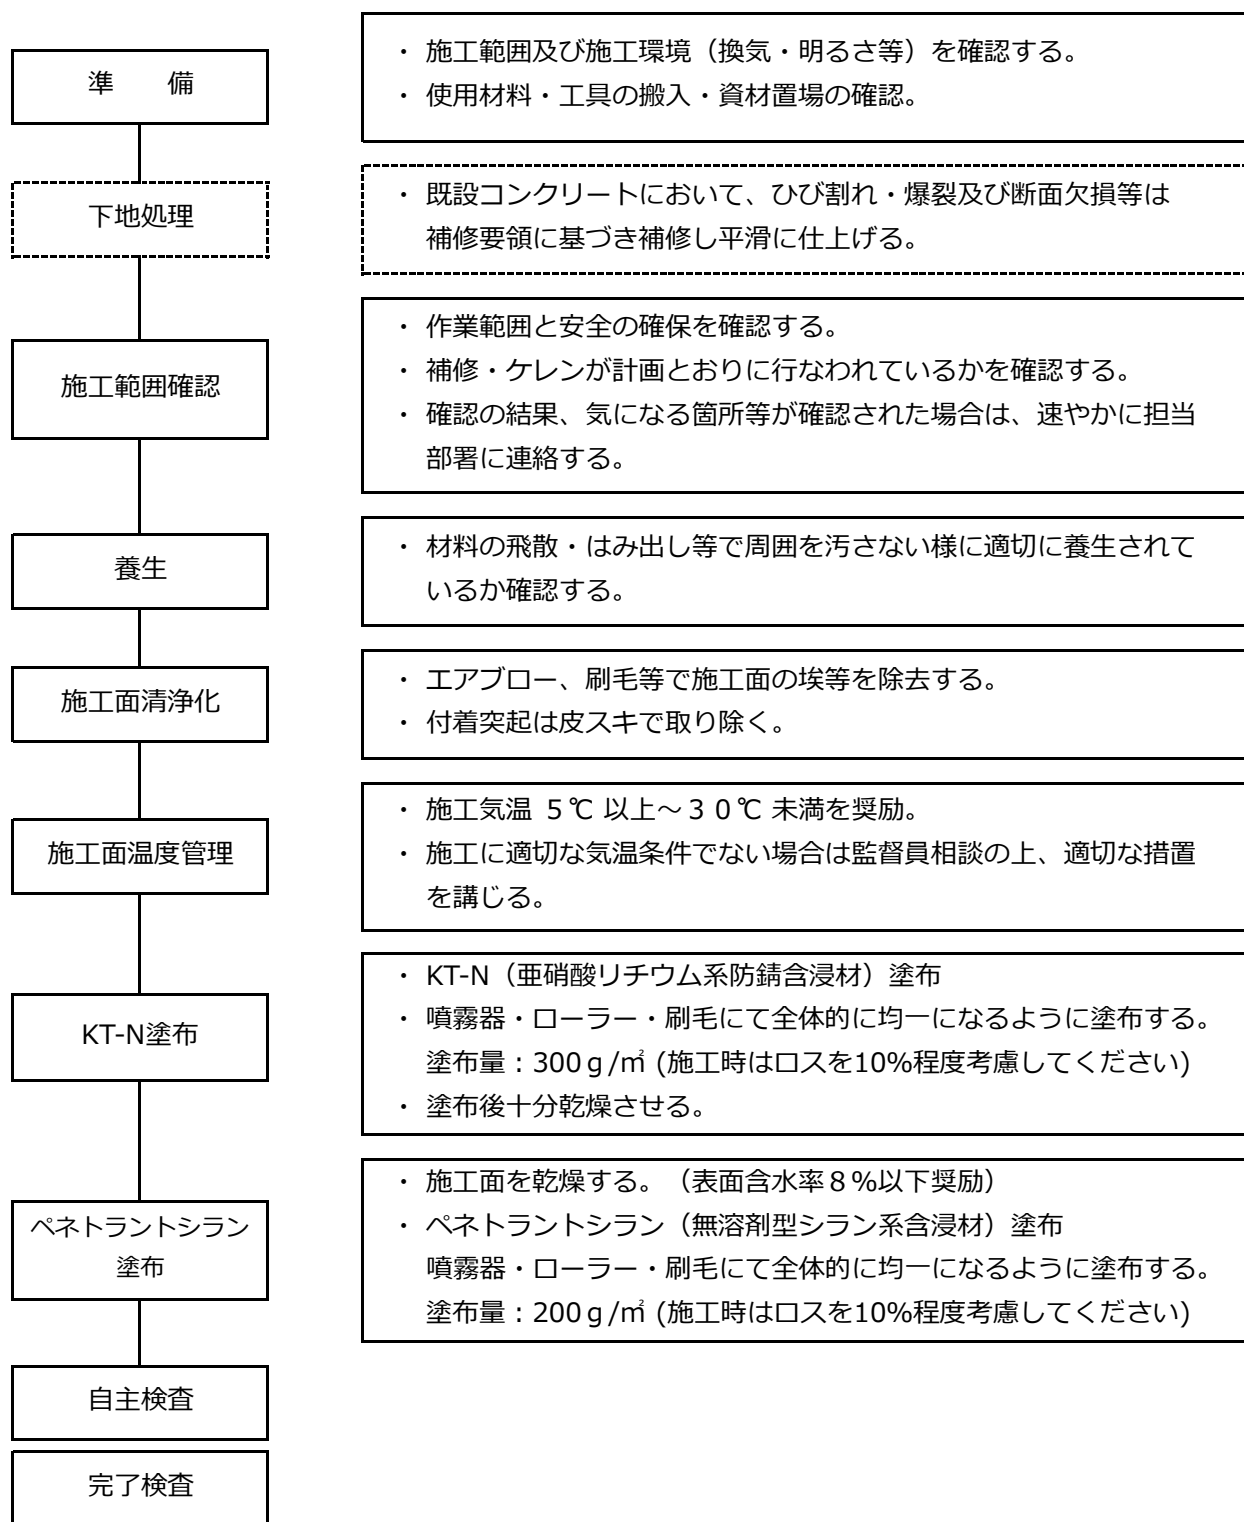 準　　備
・ 施工範囲及び施工環境（換気・明るさ等）を確認する。
・ 使用材料・工具の搬入・資材置場の確認。
下地処理
・ 既設コンクリートにおいて、ひび割れ・爆裂及び断面欠損等は
補修要領に基づき補修し平滑に仕上げる。
施工範囲確認
・ 作業範囲と安全の確保を確認する。
・ 補修・ケレンが計画とおりに行なわれているかを確認する。
・ 確認の結果、気になる箇所等が確認された場合は、速やかに担当
部署に連絡する。
養生
・ 材料の飛散・はみ出し等で周囲を汚さない様に適切に養生されて
いるか確認する。
施工面清浄化
・ エアブロー、刷毛等で施工面の埃等を除去する。
・ 付着突起は皮スキで取り除く。
施工面温度管理
・ 施工気温 ５℃ 以上～３０℃ 未満を奨励。
・ 施工に適切な気温条件でない場合は監督員相談の上、適切な措置
を講じる。
KT-N塗布
・ KT-N（亜硝酸リチウム系防錆含浸材）塗布
・ 噴霧器・ローラー・刷毛にて全体的に均一になるように塗布する。
塗布量：300ｇ/㎡ (施工時はロスを10%程度考慮してください)
・ 塗布後十分乾燥させる。
ペネトラントシラン
塗布
・ 施工面を乾燥する。（表面含水率８%以下奨励）
・ ペネトラントシラン（無溶剤型シラン系含浸材）塗布
噴霧器・ローラー・刷毛にて全体的に均一になるように塗布する。
塗布量：200ｇ/㎡ (施工時はロスを10%程度考慮してください)
自主検査
完了検査